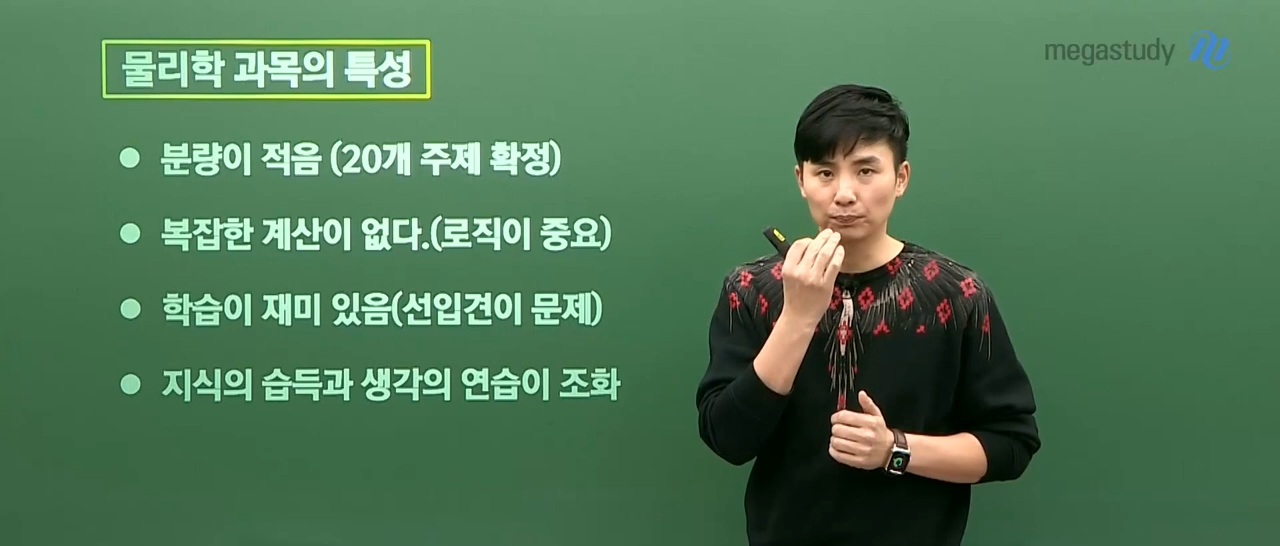 물리학 과목의 특성
megastudy
● 분량이 적음 (20개 주제 확정)
● 복잡한 계산이 없다.(로직이 중요)
● 학습이 재미 있음(선입견이 문제)
● 지식의 습득과 생각의 연습이 조화